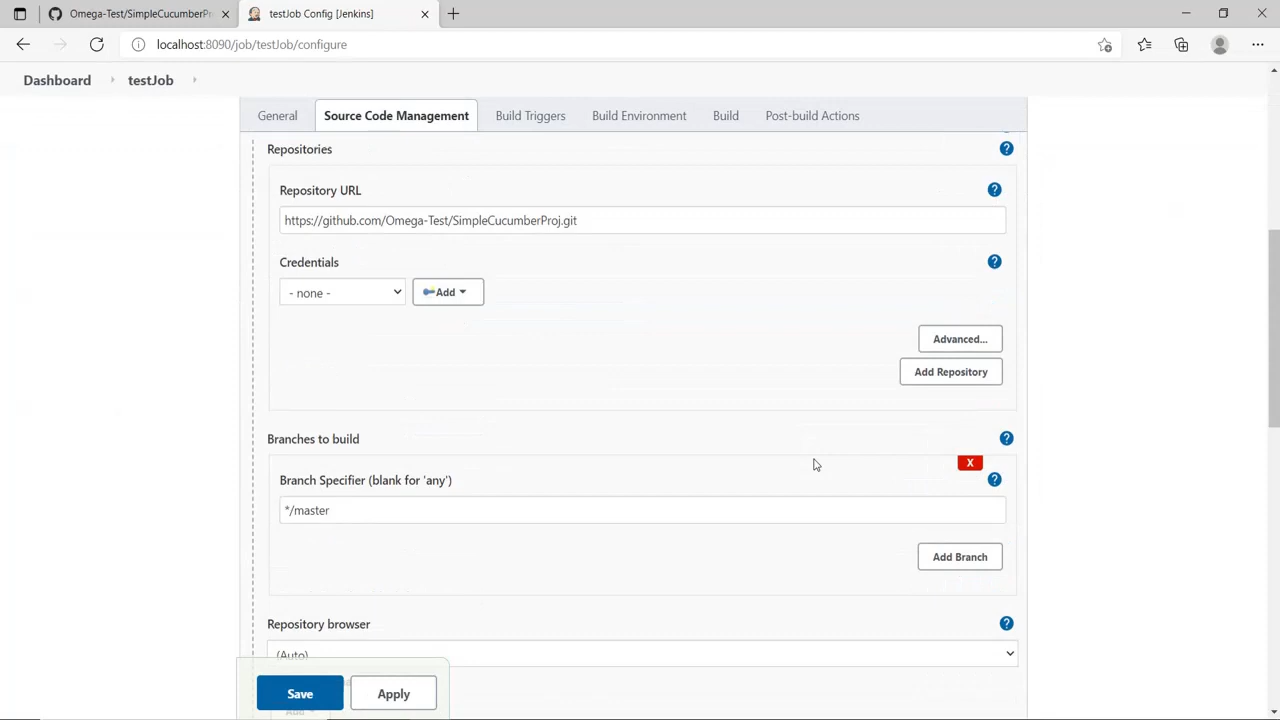 Omega-Test/SimpleCucumberPr
testJob Config [Jenkins]
localhost:8090/job/testJob/configure
Dashboard
testJob
General
Source Code Management
Build Triggers
Build Environment
Build
Post-build Actions
Repositories
Repository URL
https://github.com/Omega-Test/SimpleCucumberProj.git
Credentials
- none -
Add
Advanced...
Add Repository
Branches to build
X
Branch Specifier (blank for 'any')
*/master
Add Branch
Repository browser
(Auto)
Save
Apply
Add